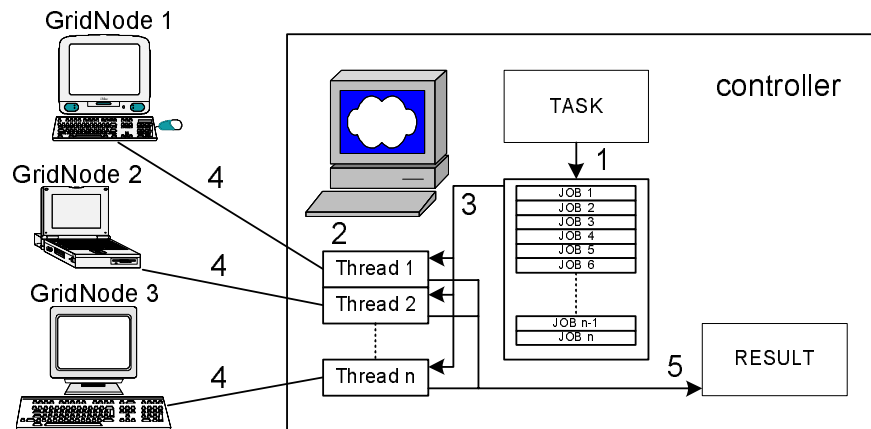 GridNode 1
controller
TASK
1
JOB 1
JOB 2
JOB 3
JOB 4
JOB 5
JOB 6
JOB n-1
JOB n
GridNode 2
4
3
2
Thread 1
Thread 2
Thread n
4
GridNode 3
4
5
RESULT